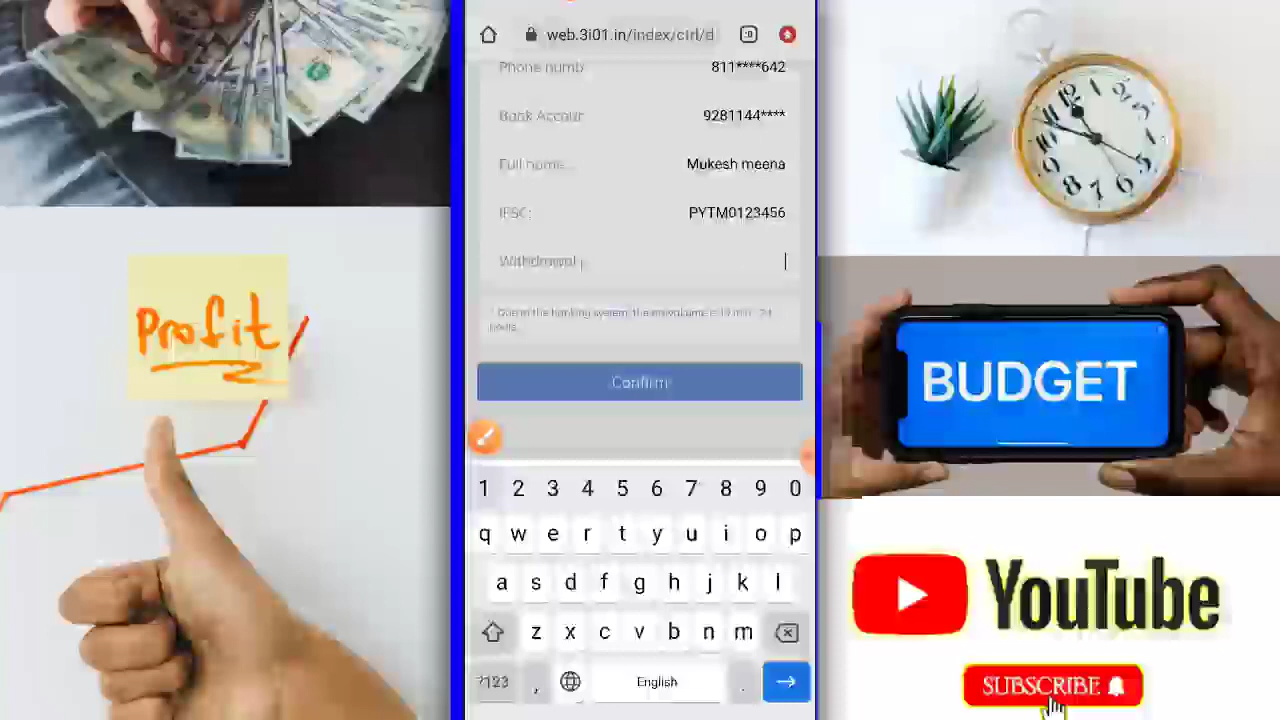 web.3i01.in/index/ctrl/d
:D
Phone numb
811****642
Bank Accour
9281144****
Full name:
Mukesh meena
IFSC:
PYTM0123456
Withdrawal
hours.
Confirm
1 2 3 4 5 6 7 8 9 0
q w e r t y u i o p
a s d f g h j k l
z x c v b n m
?123 , English .
Profit
BUDGET
YouTube
SUBSCRIBE